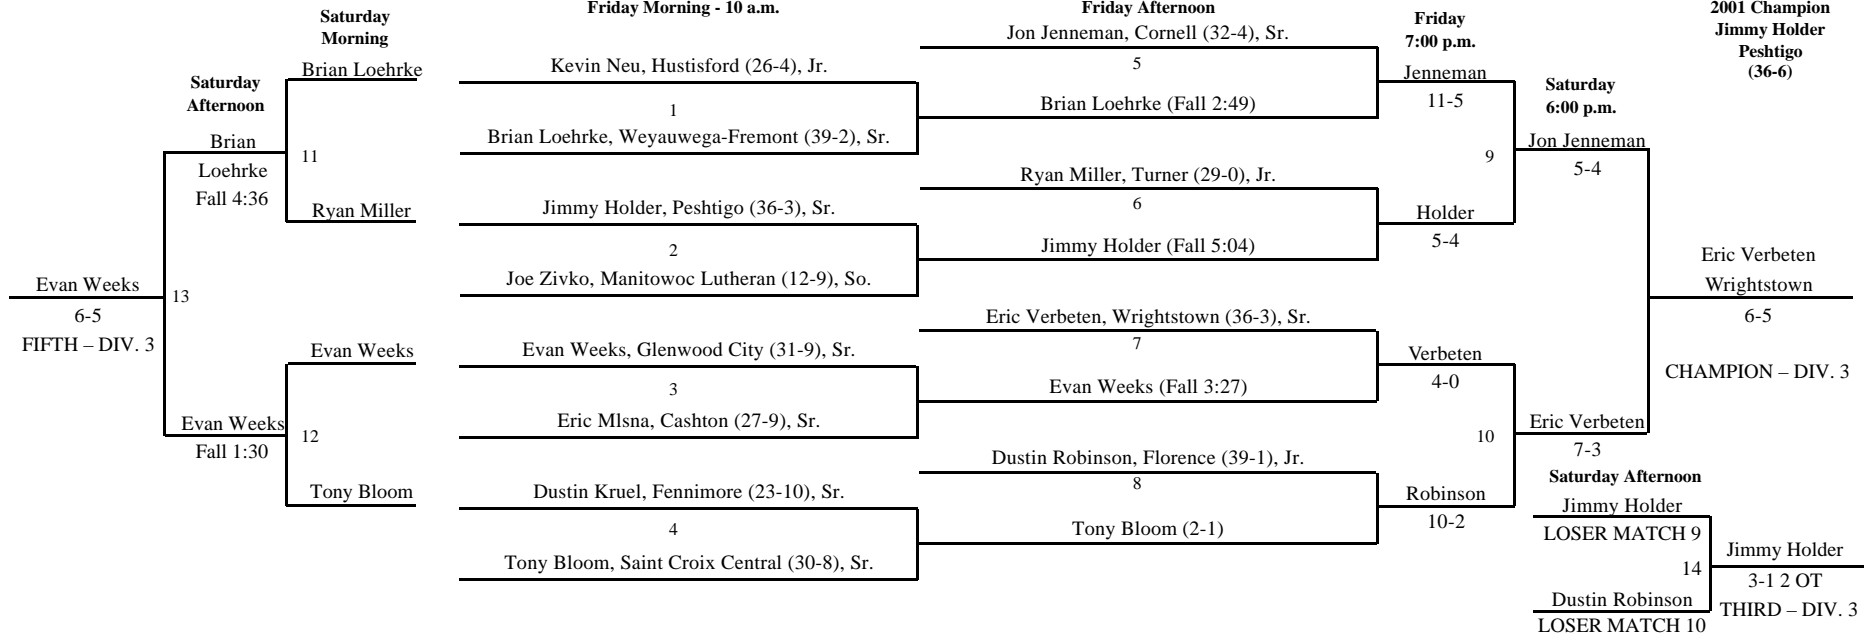 Friday Morning - 10 a.m.
Friday Afternoon
2001 Champion
Jimmy Holder
Peshtigo
(36-6)
Saturday
Morning
Friday
7:00 p.m.
Saturday
Afternoon
Saturday
6:00 p.m.
Brian Loehrke
11
Ryan Miller
Brian
Loehrke
Fall 4:36
Evan Weeks
12
Tony Bloom
Evan Weeks
Fall 1:30
13
Evan Weeks
6-5
FIFTH – DIV. 3
Kevin Neu, Hustisford (26-4), Jr.
1
Brian Loehrke, Weyauwega-Fremont (39-2), Sr.
Jimmy Holder, Peshtigo (36-3), Sr.
2
Joe Zivko, Manitowoc Lutheran (12-9), So.
Evan Weeks, Glenwood City (31-9), Sr.
3
Eric Mlsna, Cashton (27-9), Sr.
Dustin Kruel, Fennimore (23-10), Sr.
4
Tony Bloom, Saint Croix Central (30-8), Sr.
Jon Jenneman, Cornell (32-4), Sr.
5
Brian Loehrke (Fall 2:49)
Ryan Miller, Turner (29-0), Jr.
6
Jimmy Holder (Fall 5:04)
Eric Verbeten, Wrightstown (36-3), Sr.
7
Evan Weeks (Fall 3:27)
Dustin Robinson, Florence (39-1), Jr.
8
Tony Bloom (2-1)
Jenneman
11-5
9
Holder
5-4
Verbeten
4-0
10
Robinson
10-2
Jon Jenneman
5-4
Eric Verbeten
7-3
Eric Verbeten
Wrightstown
6-5
CHAMPION – DIV. 3
Saturday Afternoon
Jimmy Holder
LOSER MATCH 9
14
Dustin Robinson
LOSER MATCH 10
Jimmy Holder
3-1 2 OT
THIRD – DIV. 3